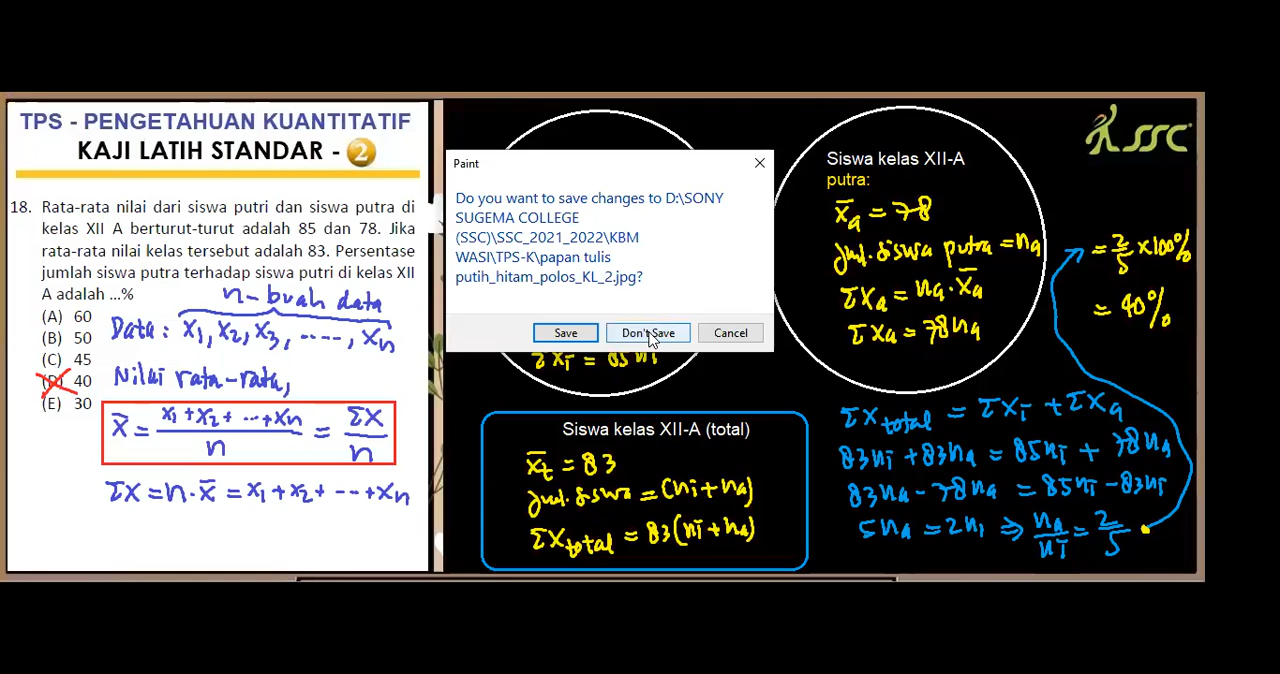 TPS - PENGETAHUAN KUANTITATIF
KAJI LATIH STANDAR - 2
18. Rata-rata nilai dari siswa putri dan siswa putra di
kelas XII A berturut-turut adalah 85 dan 78. Jika
rata-rata nilai kelas tersebut adalah 83. Persentase
jumlah siswa putra terhadap siswa putri di kelas XII
A adalah ...%
(A) 60
(B) 50
(C) 45
(D) 40
(E) 30
n-buah data
Data: x1, x2, x3, ....., xn
Nilai rata-rata,
x̄ = (x1 + x2 + ... + xn)/n = Σx/n
Σx = n.x̄ = x1 + x2 + ... + xn
Paint
Do you want to save changes to D:\SONY
SUGEMA COLLEGE
(SSC)\SSC_2021_2022\KBM
WASI\TPS-K\papan tulis
putih_hitam_polos_KL_2.jpg?
Save
Don't Save
Cancel
Σxi = 85ni
Siswa kelas XII-A (total)
x̄t = 83
jml.siswa = (ni + na)
Σxtotal = 83(ni + na)
SSC
Siswa kelas XII-A
putra:
x̄a = 78
jml.siswa putra = na
Σxa = na.x̄a
Σxa = 78na
= 2/5 x 100%
= 40%
Σxtotal = Σxi + Σxa
83ni + 83na = 85ni + 78na
83na - 78na = 85ni - 83ni
5na = 2ni ⇒ na/ni = 2/5